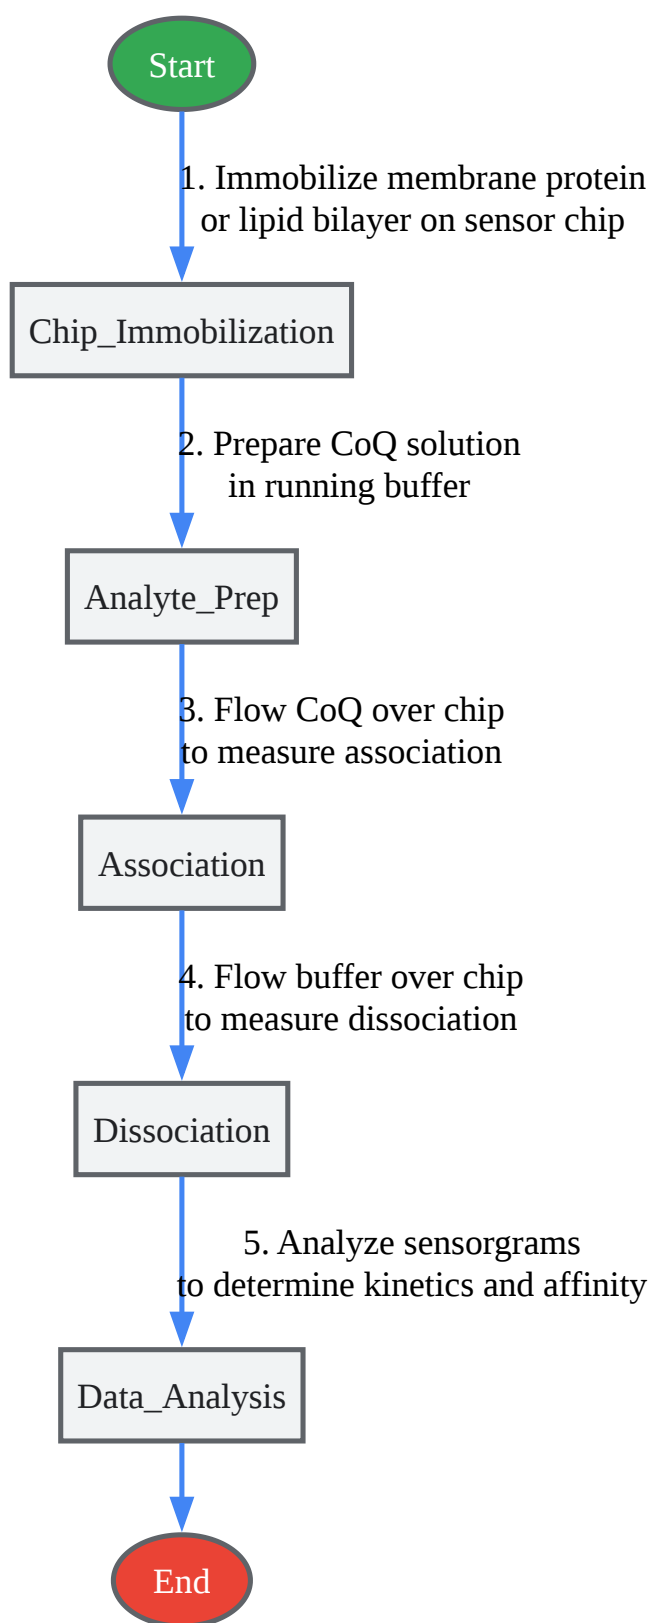 Start
1. Immobilize membrane protein
or lipid bilayer on sensor chip
Chip_Immobilization
2. Prepare CoQ solution
in running buffer
Analyte_Prep
3. Flow CoQ over chip
to measure association
Association
4. Flow buffer over chip
to measure dissociation
Dissociation
5. Analyze sensorgrams
to determine kinetics and affinity
Data_Analysis
End